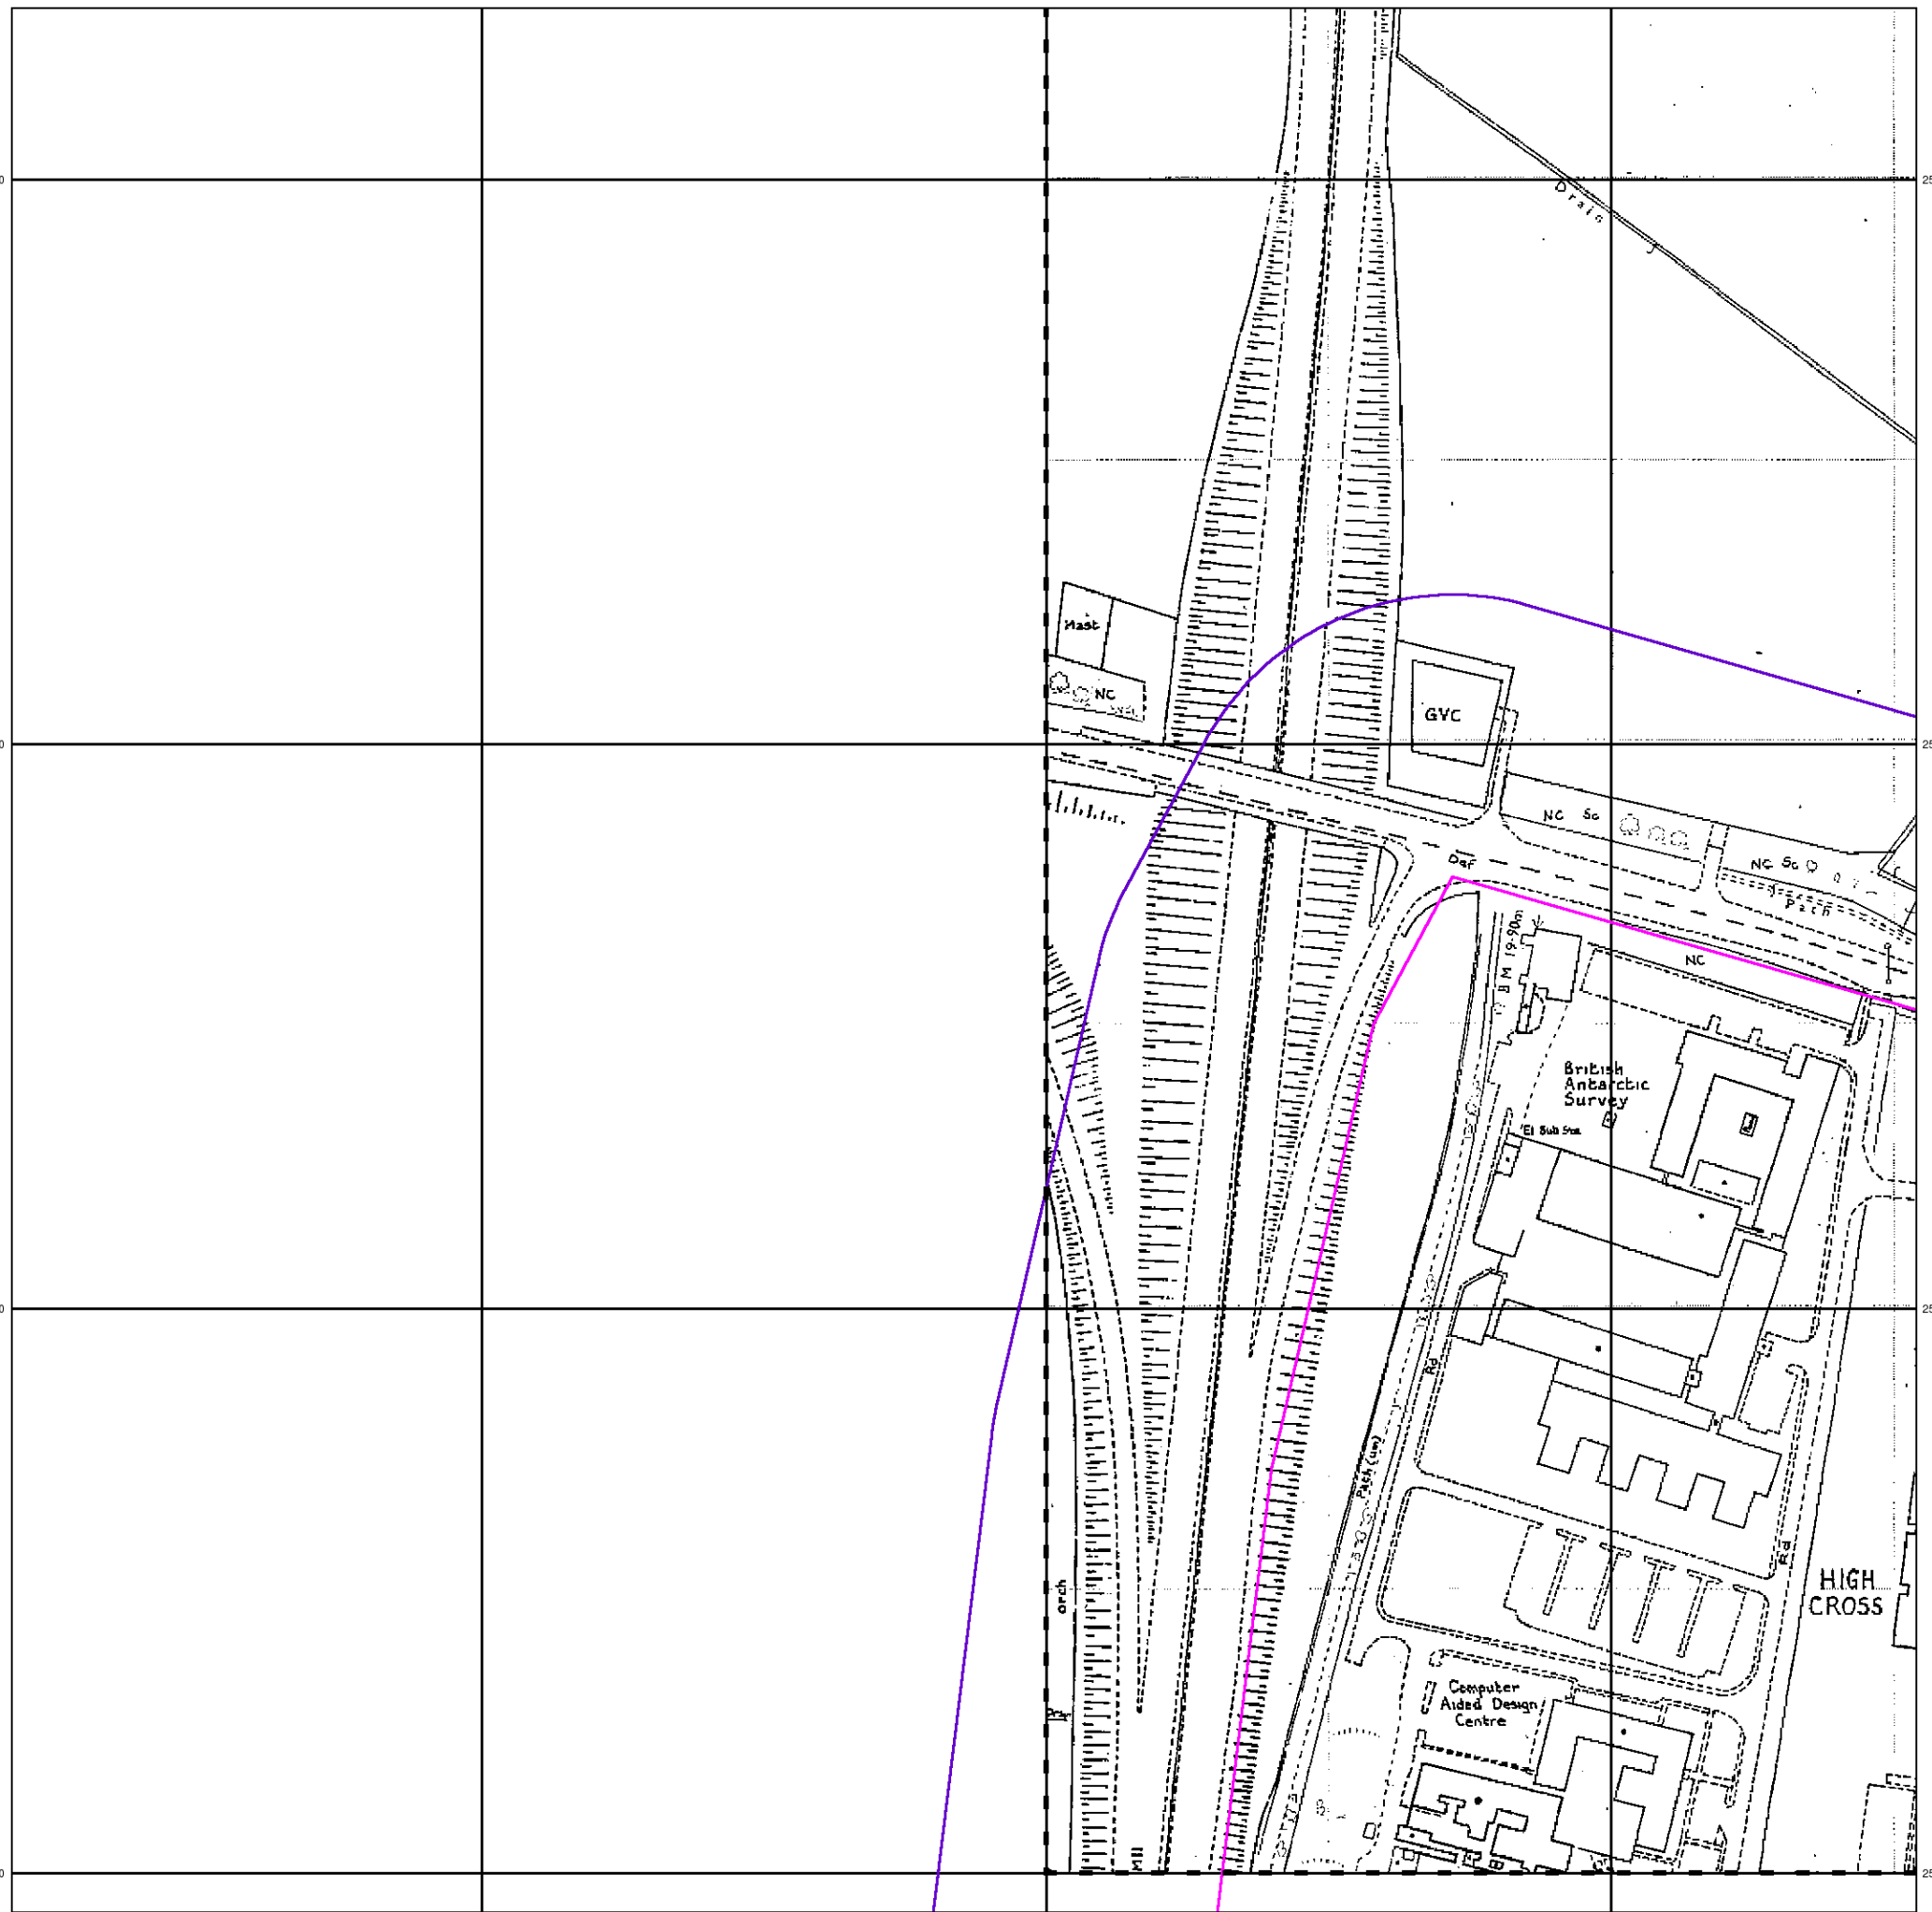 Drain
Mast
NC
GVC
NC Sc
Def
NC Sc
Path
BM 19·90m
NC
British
Antarctic
Survey
El Sub Sta
Rd
Path (um)
Orch
Rd
HIGH
CROSS
Computer
Aided Design
Centre
M11